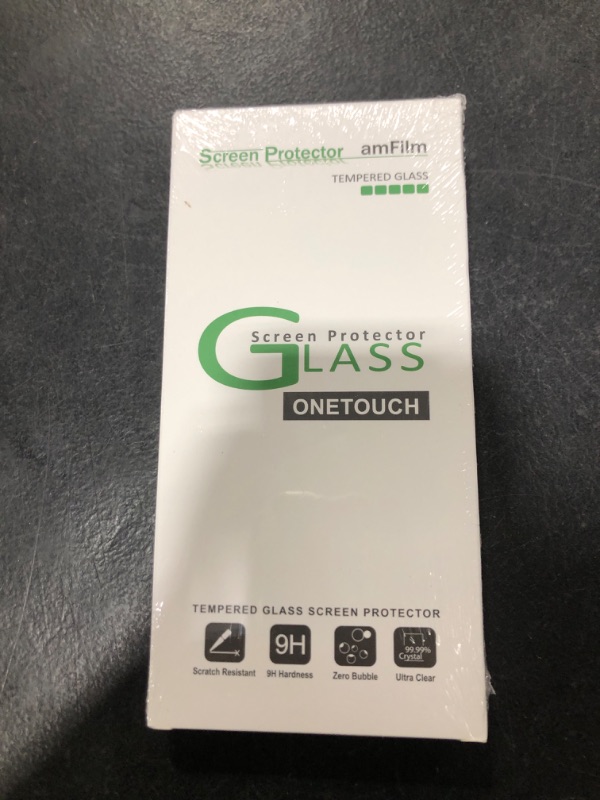 Screen Protector amFilm
TEMPERED GLASS
Screen Protector
GLASS
ONETOUCH
TEMPERED GLASS SCREEN PROTECTOR
9H
99.99%
Crystal
Scratch Resistant 9H Hardness Zero Bubble Ultra Clear